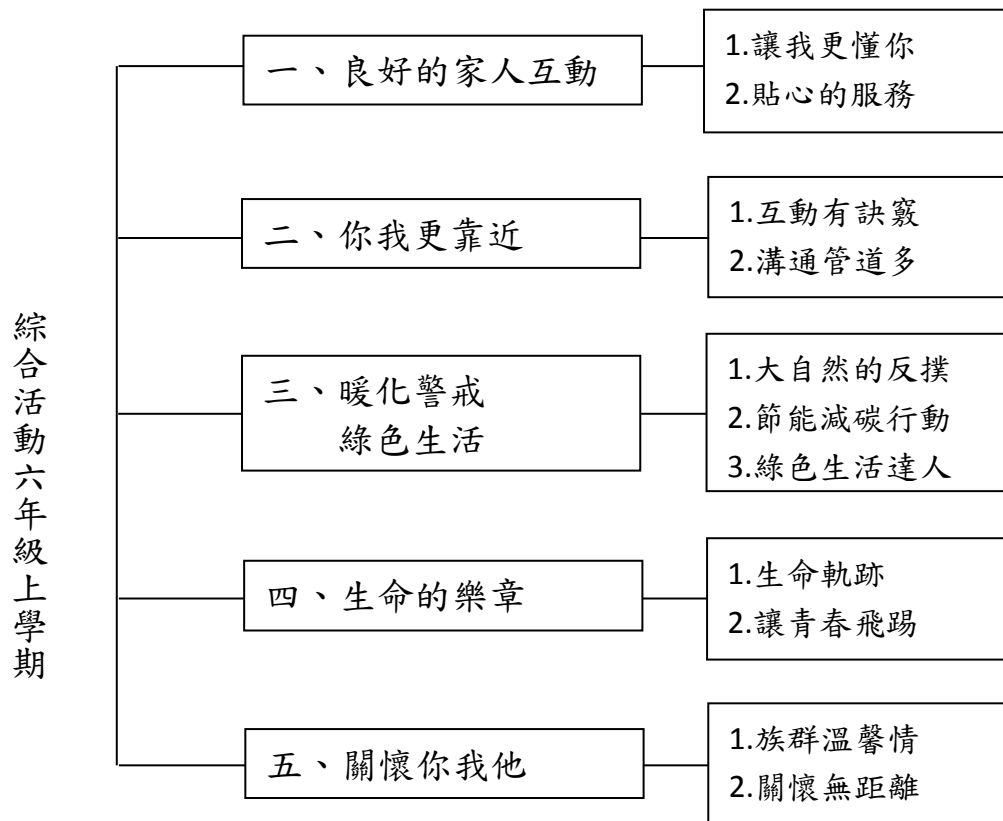 綜合活動六年級上學期
一、良好的家人互動
1.讓我更懂你
2.貼心的服務
二、你我更靠近
1.互動有訣竅
2.溝通管道多
三、暖化警戒
綠色生活
1.大自然的反撲
2.節能減碳行動
3.綠色生活達人
四、生命的樂章
1.生命軌跡
2.讓青春飛踢
五、關懷你我他
1.族群溫馨情
2.關懷無距離